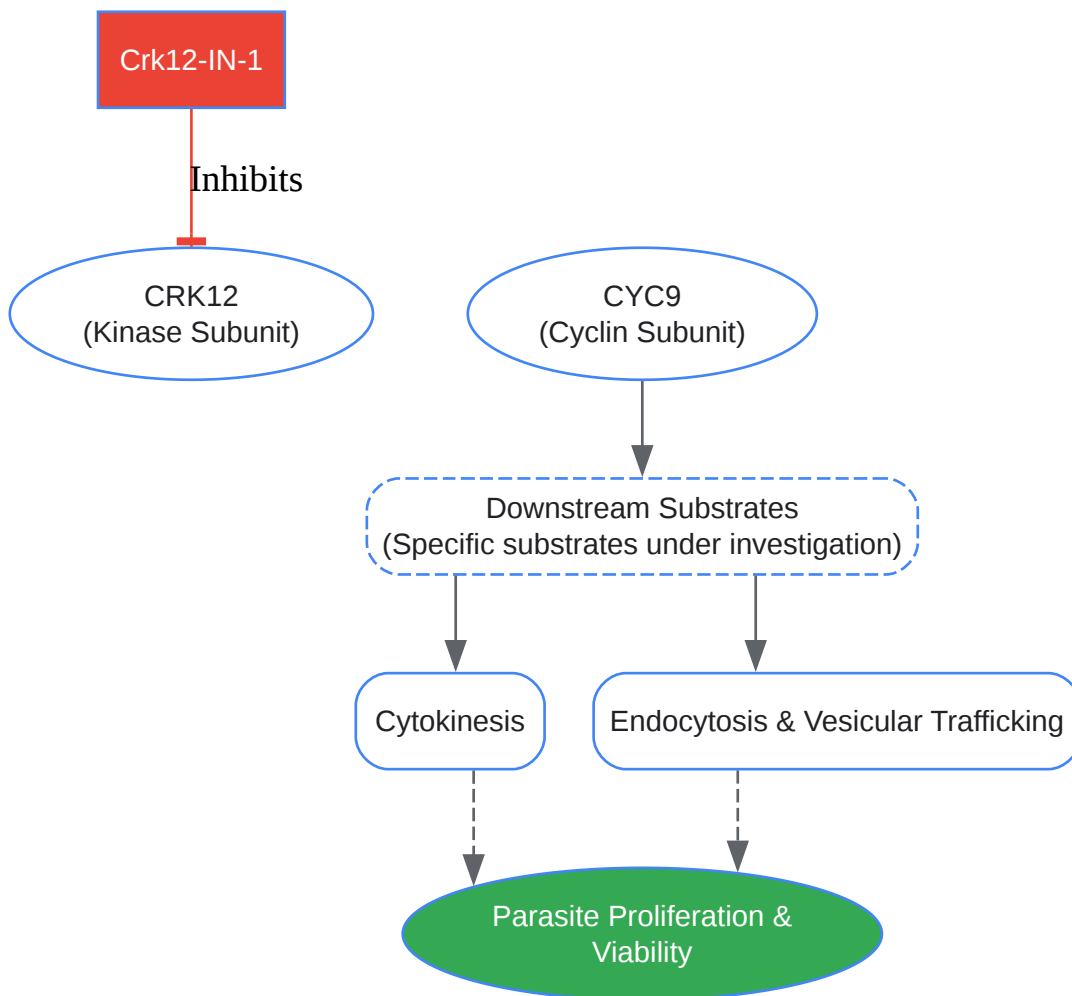 Crk12-IN-1
Inhibits
CRK12
(Kinase Subunit)
CYC9
(Cyclin Subunit)
Downstream Substrates
(Specific substrates under investigation)
Cytokinesis
Endocytosis & Vesicular Trafficking
Parasite Proliferation &
Viability